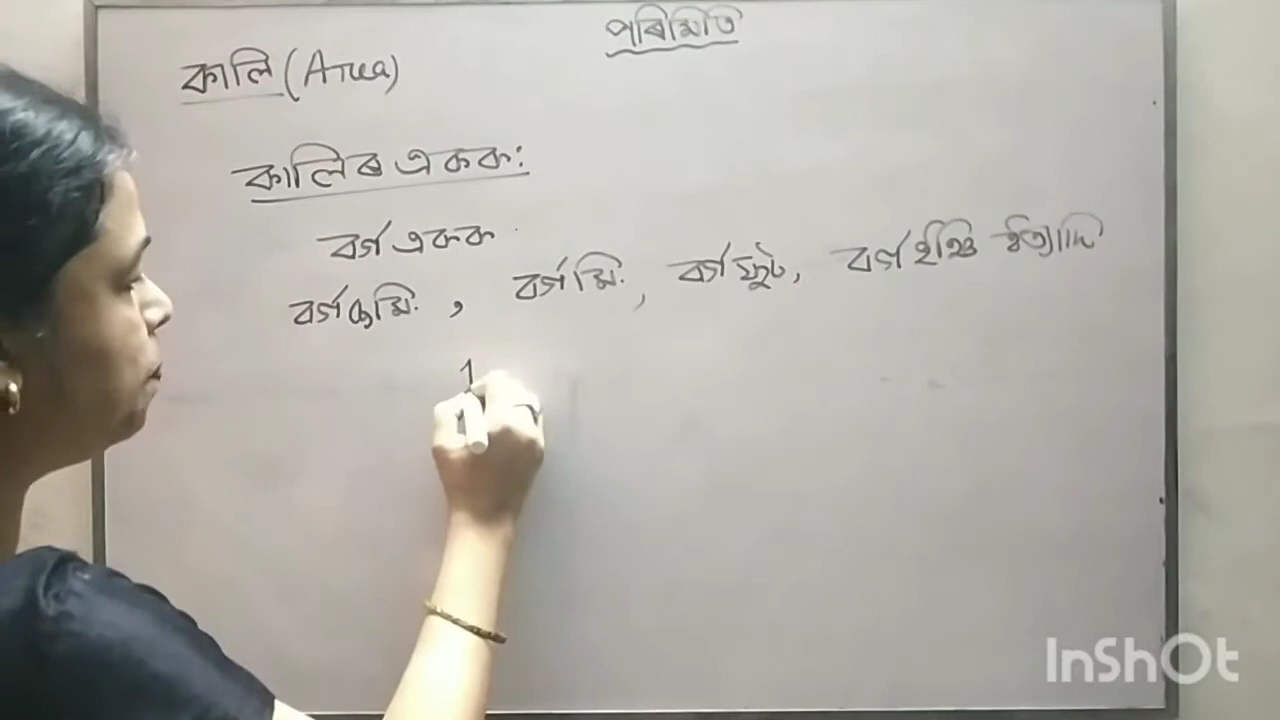 পৰিমিতি
কালি (Area)
কালিৰ একক:
বৰ্গ একক
বৰ্গ ছেমি. , বৰ্গ মি. , বৰ্গ ফুট, বৰ্গ ইঞ্চি ইত্যাদি
1
InShOt